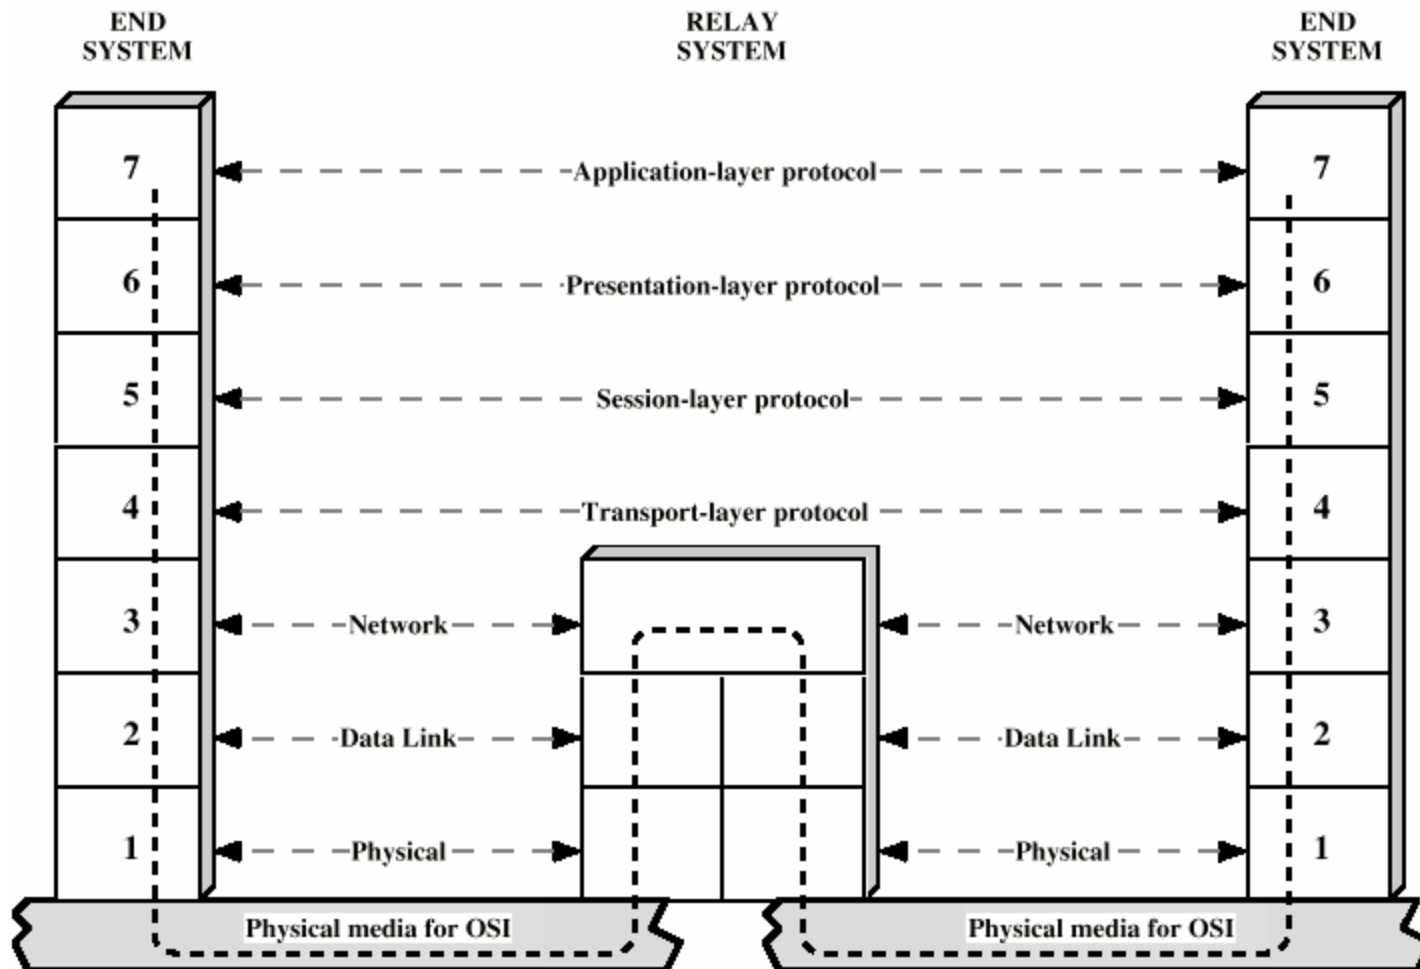 END
SYSTEM
RELAY
SYSTEM
END
SYSTEM
7
Application-layer protocol
7
6
Presentation-layer protocol
6
5
Session-layer protocol
5
4
Transport-layer protocol
4
3
Network
Network
3
2
Data Link
Data Link
2
1
Physical
Physical
1
Physical media for OSI
Physical media for OSI